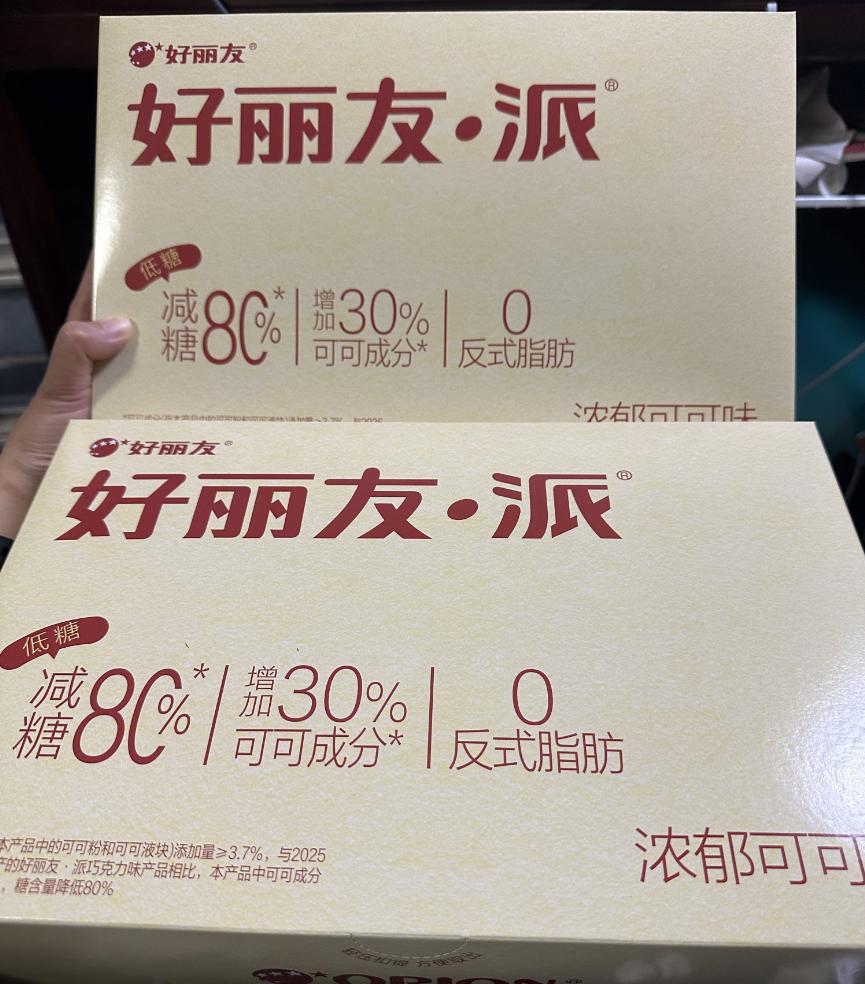 好丽友®
好丽友·派®
低糖
减糖80%*
增加30%可可成分*
0反式脂肪
浓郁可可味
好丽友®
好丽友·派®
低糖
减糖80%*
增加30%可可成分*
0反式脂肪
本产品中的可可粉和可可液块)添加量≥3.7%，与2025
产的好丽友·派巧克力味产品相比，本产品中可可成分
，糖含量降低80%
浓郁可可
ORION